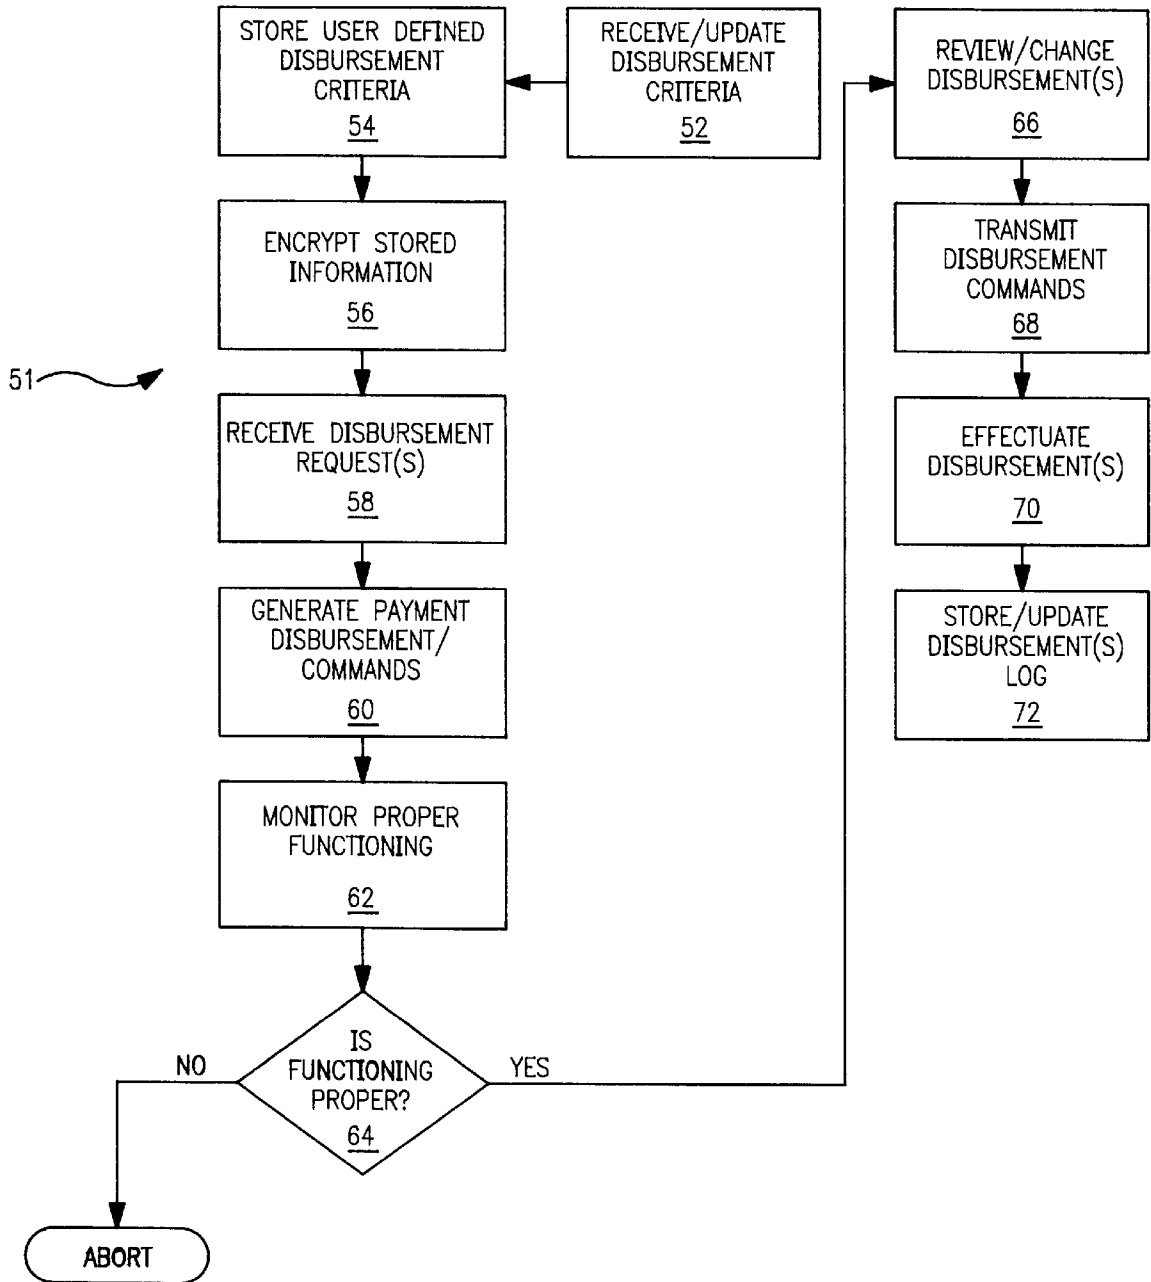 STORE USER DEFINED
DISBURSEMENT
CRITERIA
54
RECEIVE/UPDATE
DISBURSEMENT
CRITERIA
52
ENCRYPT STORED
INFORMATION
56
51
RECEIVE DISBURSEMENT
REQUEST(S)
58
GENERATE PAYMENT
DISBURSEMENT/
COMMANDS
60
MONITOR PROPER
FUNCTIONING
62
IS
FUNCTIONING
PROPER?
64
NO
YES
ABORT
REVIEW/CHANGE
DISBURSEMENT(S)
66
TRANSMIT
DISBURSEMENT
COMMANDS
68
EFFECTUATE
DISBURSEMENT(S)
70
STORE/UPDATE
DISBURSEMENT(S)
LOG
72